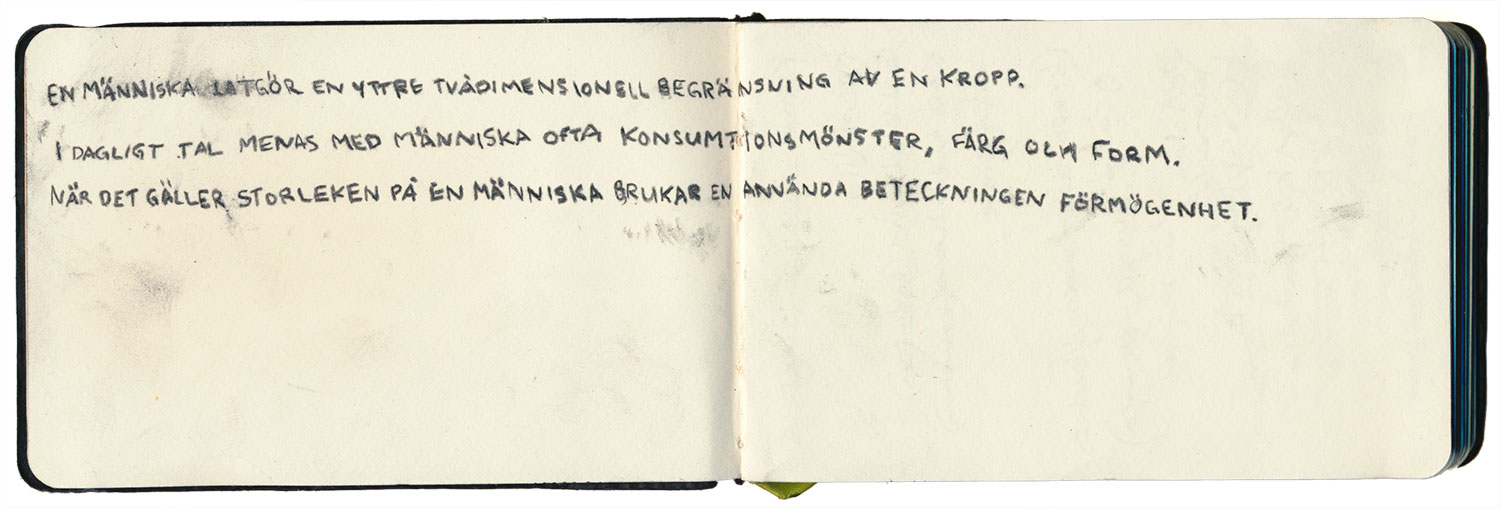 EN MÄNNISKA UTGÖR EN YTTRE TVÅDIMENSIONELL BEGRÄNSNING AV EN KROPP.
I DAGLIGT TAL MENAS MED MÄNNISKA OFTA KONSUMTIONSMÖNSTER, FÄRG OCH FORM.
NÄR DET GÄLLER STORLEKEN PÅ EN MÄNNISKA BRUKAR EN ANVÄNDA BETECKNINGEN FÖRMÖGENHET.